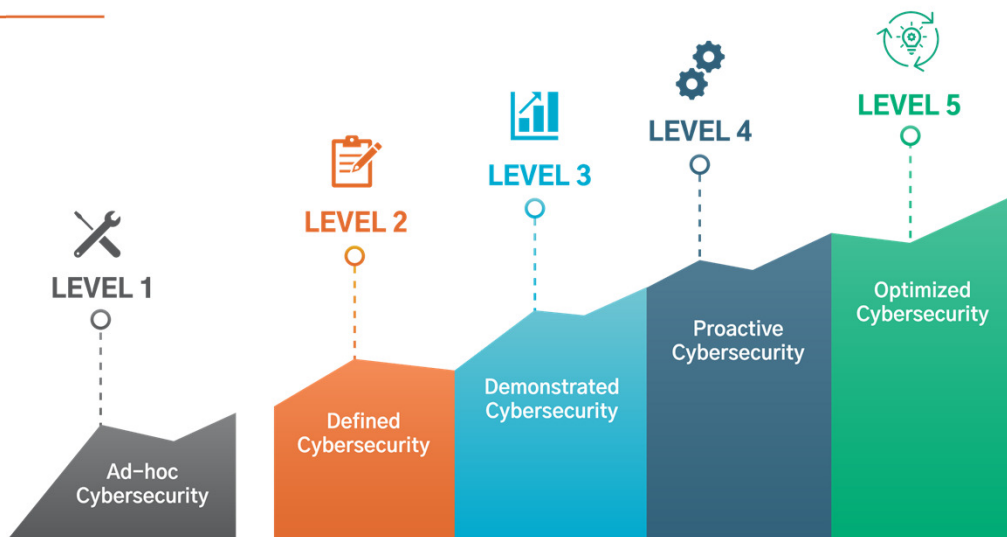 LEVEL 1
Ad-hoc
Cybersecurity
LEVEL 2
Defined
Cybersecurity
LEVEL 3
Demonstrated
Cybersecurity
LEVEL 4
Proactive
Cybersecurity
LEVEL 5
Optimized
Cybersecurity